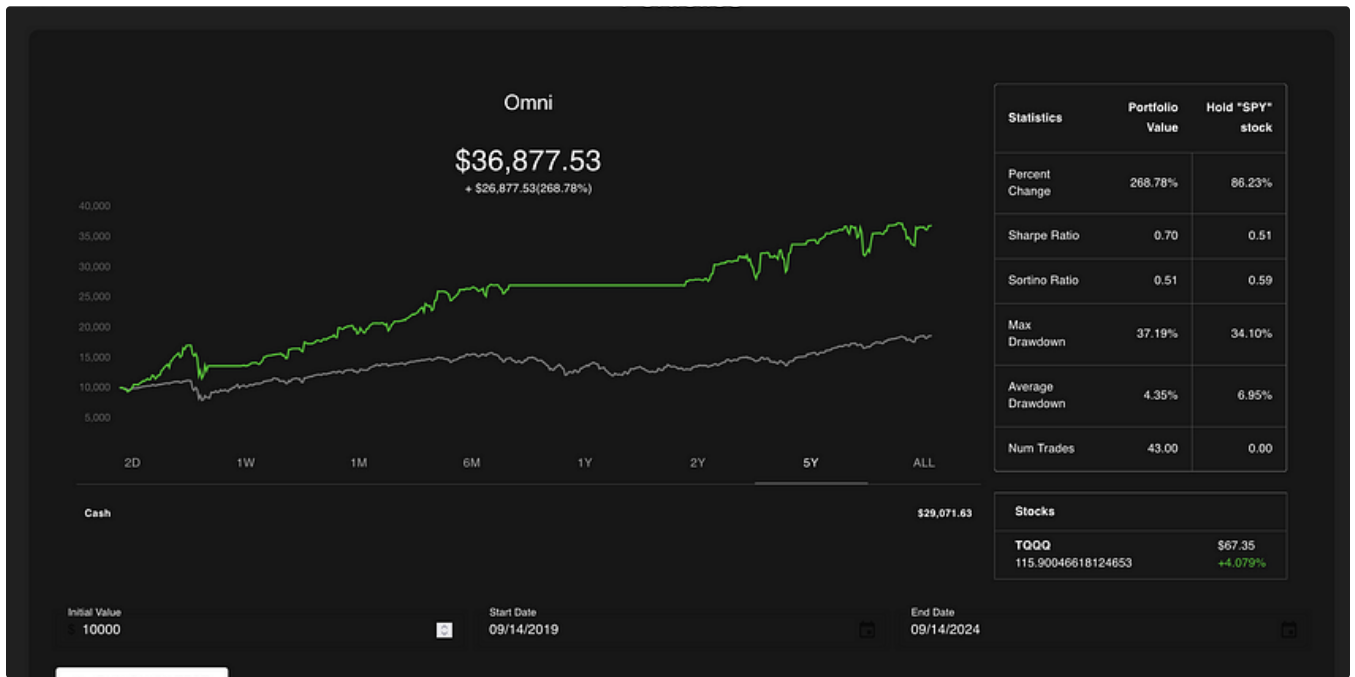 Omni
$36,877.53
+ $26,877.53(268.78%)
40,000
35,000
30,000
25,000
20,000
15,000
10,000
5,000
2D 1W 1M 6M 1Y 2Y 5Y ALL
Cash $29,071.63
Statistics Portfolio Value Hold "SPY" stock
Percent Change 268.78% 86.23%
Sharpe Ratio 0.70 0.51
Sortino Ratio 0.51 0.59
Max Drawdown 37.19% 34.10%
Average Drawdown 4.35% 6.95%
Num Trades 43.00 0.00
Stocks
TQQQ $67.35
115.90046618124653 +4.079%
Initial Value Start Date End Date
$ 10000 09/14/2019 09/14/2024